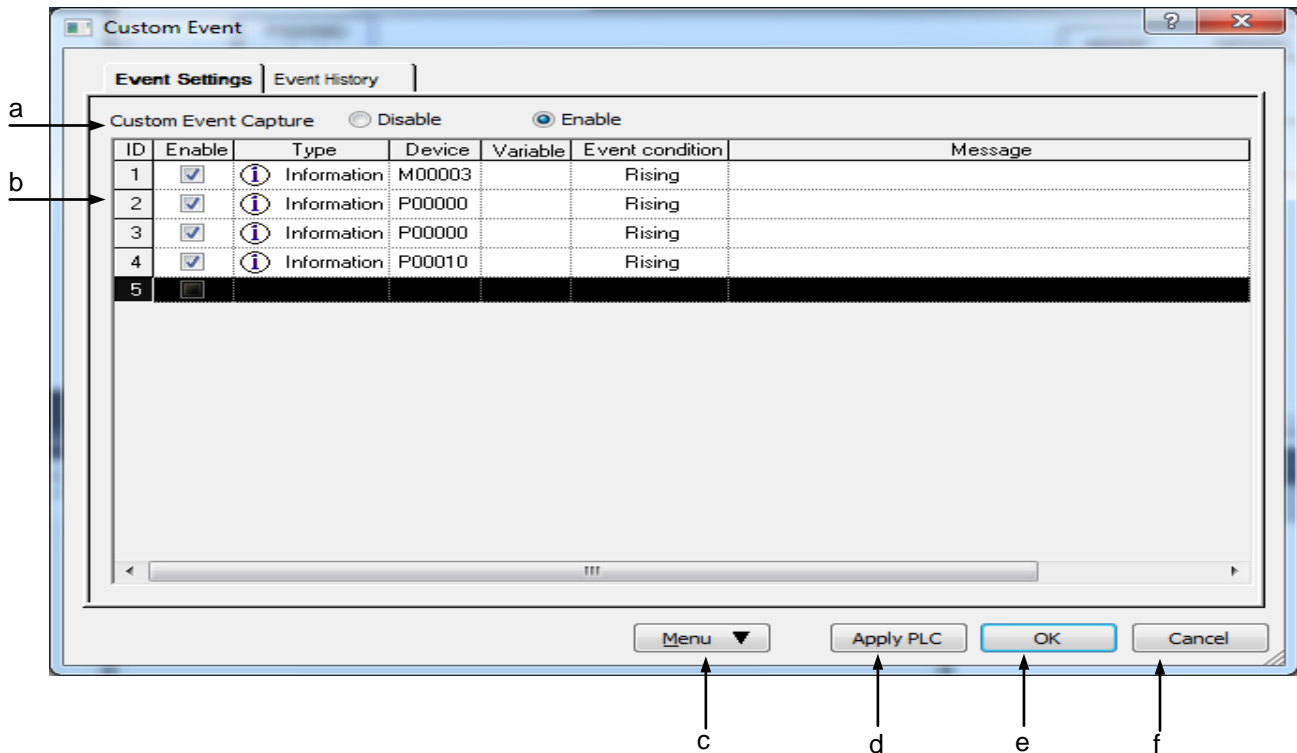 Custom Event
Event Settings Event History
a
Custom Event Capture Disable Enable
ID Enable Type Device Variable Event condition Message
1 Information M00003 Rising
b
2 Information P00000 Rising
3 Information P00000 Rising
4 Information P00010 Rising
5
Menu ▼ Apply PLC OK Cancel
c d e f